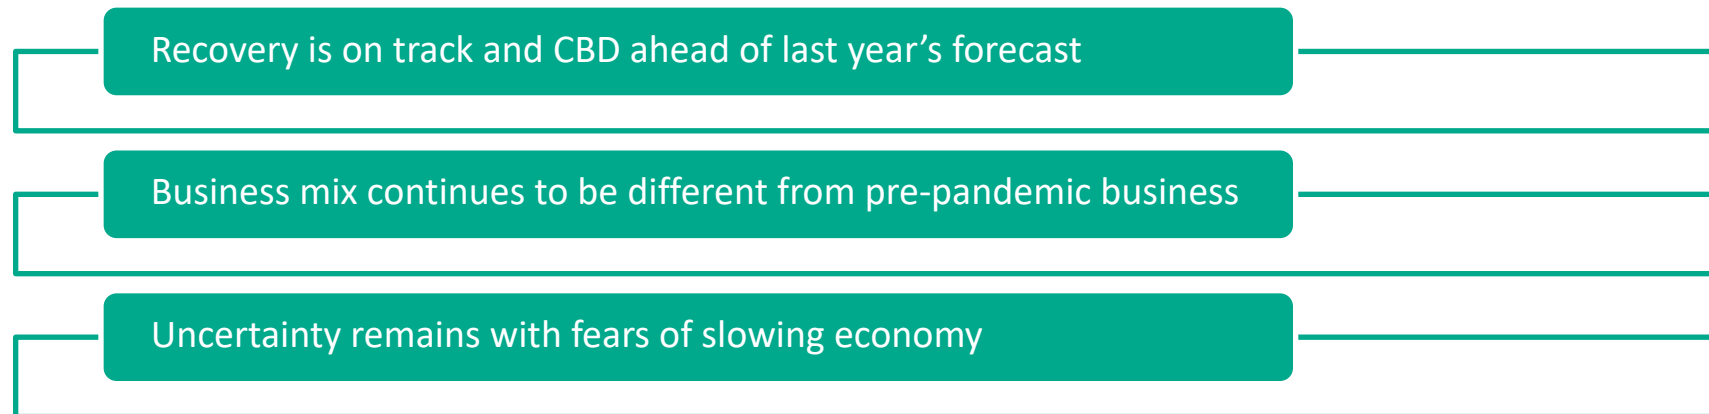 Recovery is on track and CBD ahead of last year’s forecast
Business mix continues to be different from pre-pandemic business
Uncertainty remains with fears of slowing economy